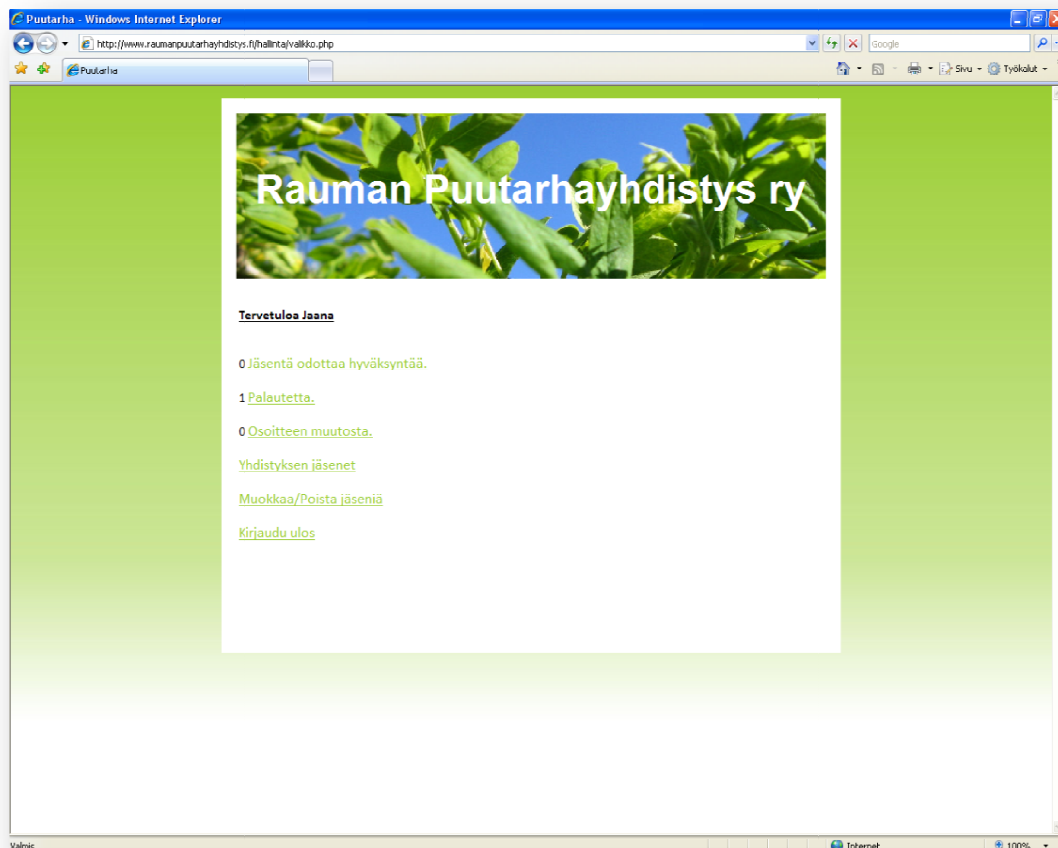 Puutarha - Windows Internet Explorer
http://www.raumanpuutarhayhdistys.fi/hallinta/valikko.php
Google
Puutarha
Sivu
Työkalut
Rauman Puutarhayhdistys ry
Tervetuloa Jaana
0 Jäsentä odottaa hyväksyntää.
1 Palautetta.
0 Osoitteen muutosta.
Yhdistyksen jäsenet
Muokkaa/Poista jäseniä
Kirjaudu ulos
Valmis
Internet
100%